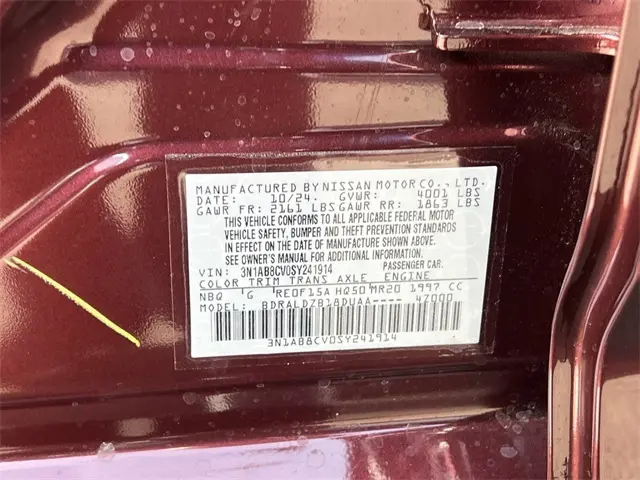 MANUFACTURED BY NISSAN MOTOR CO., LTD.
DATE: 10/24. GVWR: 4001 LBS
GAWR FR: 2161 LBS GAWR RR: 1863 LBS
THIS VEHICLE CONFORMS TO ALL APPLICABLE FEDERAL MOTOR
VEHICLE SAFETY, BUMPER AND THEFT PREVENTION STANDARDS
IN EFFECT ON THE DATE OF MANUFACTURE SHOWN ABOVE.
SEE OWNER'S MANUAL FOR ADDITIONAL INFORMATION.
VIN: 3N1AB8CV0SY241914 PASSENGER CAR.
COLOR TRIM TRANS AXLE ENGINE
NBQ G RE0F15A HQ50 MR20 1997 CC
MODEL: BDRALDZB18DUAA---- 4Z000
3N1AB8CV0SY241914